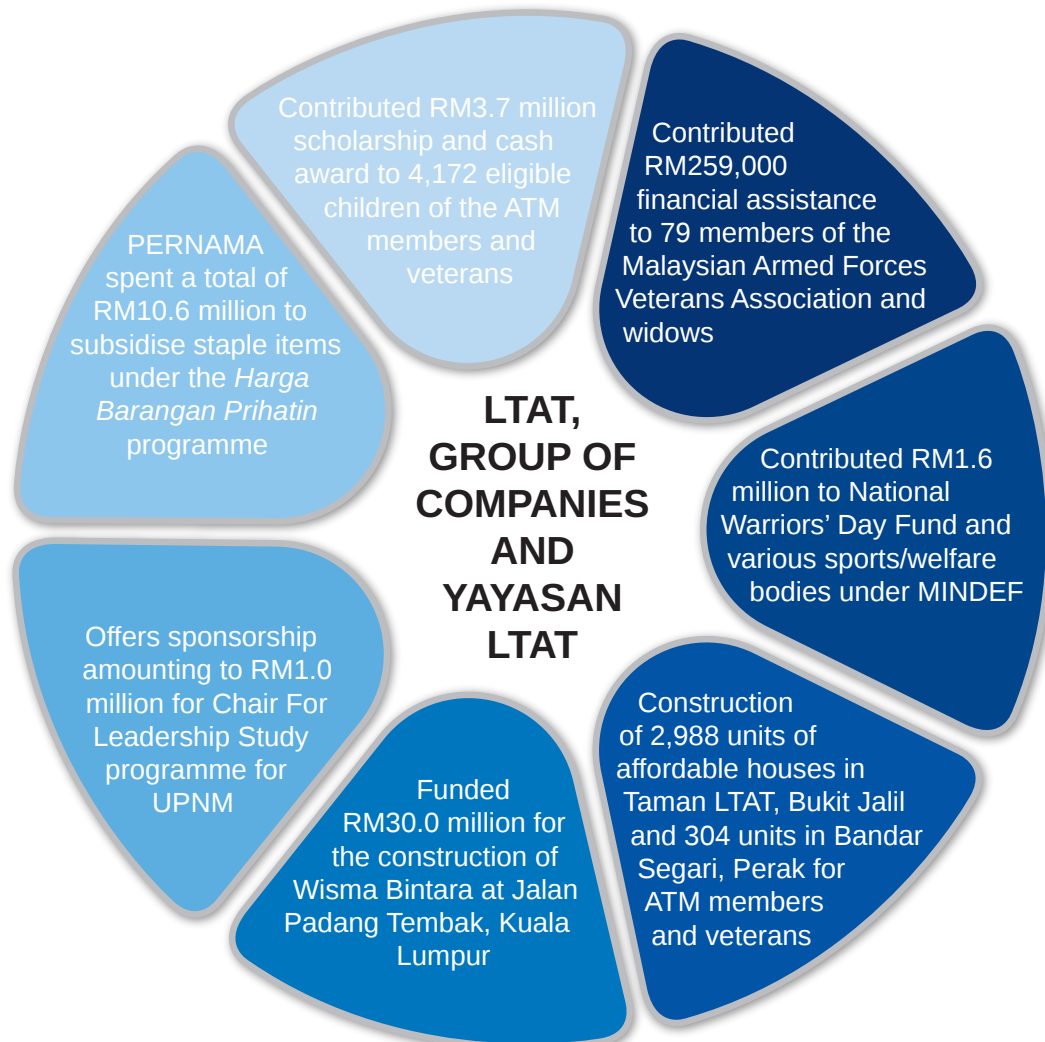 LTAT,
GROUP OF
COMPANIES
AND
YAYASAN
LTAT
Contributed
RM259,000
financial assistance
to 79 members of the
Malaysian Armed Forces
Veterans Association and
widows
Contributed RM1.6
million to National
Warriors’ Day Fund and
various sports/welfare
bodies under MINDEF
Construction
of 2,988 units of
affordable houses in
Taman LTAT, Bukit Jalil
and 304 units in Bandar
Segari, Perak for
ATM members
and veterans
Funded
RM30.0 million for
the construction of
Wisma Bintara at Jalan
Padang Tembak, Kuala
Lumpur
Offers sponsorship
amounting to RM1.0
million for Chair For
Leadership Study
programme for
UPNM
PERNAMA
spent a total of
RM10.6 million to
subsidise staple items
under the Harga
Barangan Prihatin
programme
Contributed RM3.7 million
scholarship and cash
award to 4,172 eligible
children of the ATM
members and
veterans